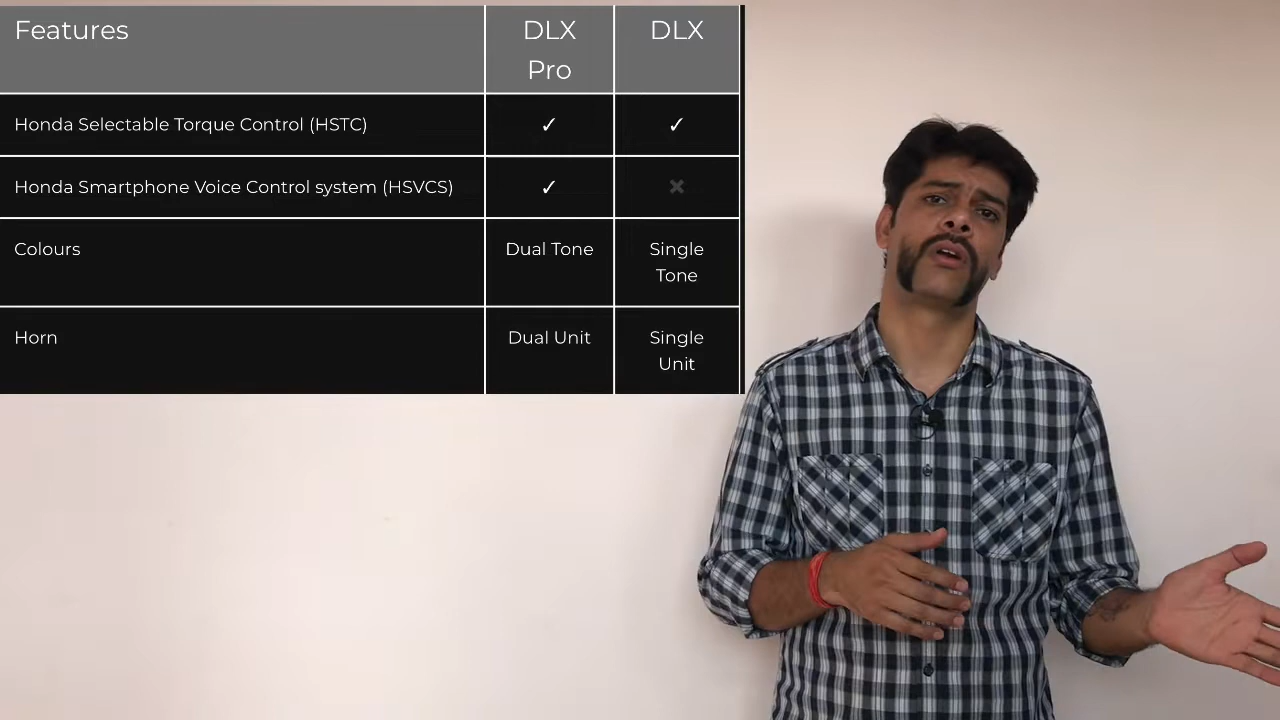 Features DLX DLX
Pro
Honda Selectable Torque Control (HSTC) ✓ ✓
Honda Smartphone Voice Control system (HSVCS) ✓ ✖
Colours Dual Tone Single
Tone
Horn Dual Unit Single
Unit